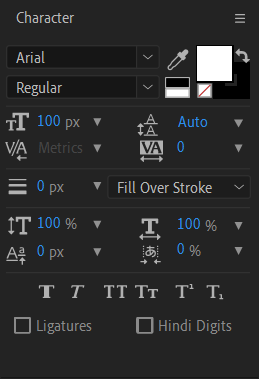 Character
Arial
Regular
100 px
Auto
Metrics
0
0 px
Fill Over Stroke
100 %
100 %
0 px
0 %
T T TT Tт T¹ T₁
Ligatures
Hindi Digits